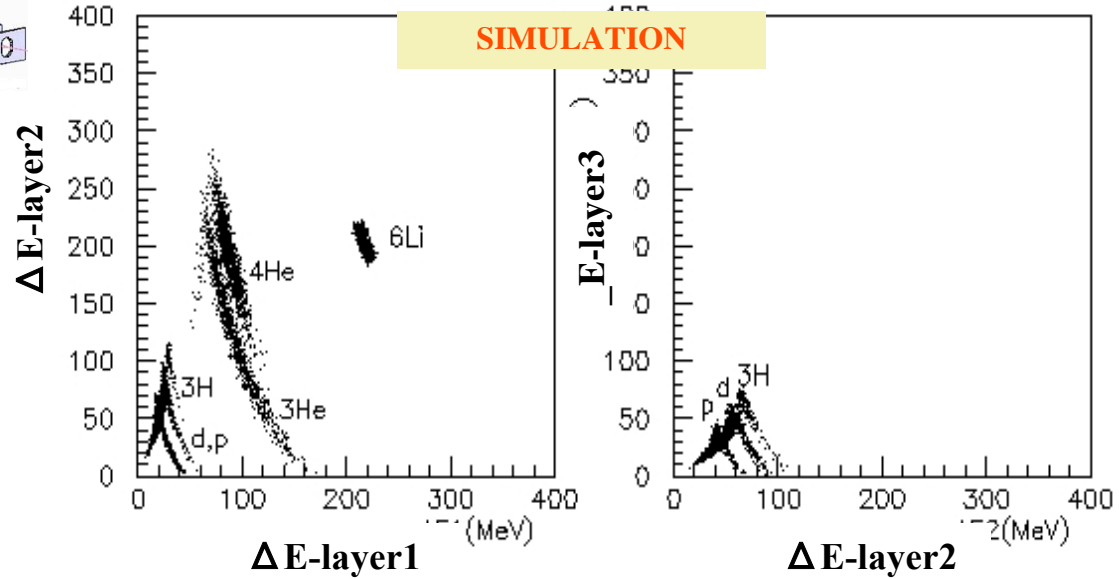 SIMULATION
400
350
300
250
200
150
100
50
0
ΔE-layer2
6Li
4He
3He
3H
d,p
0 100 200 300 400
(MeV)
ΔE-layer1
E-layer3
100
50
0
p d 3H
0 100 200 300 400
(MeV)
ΔE-layer2